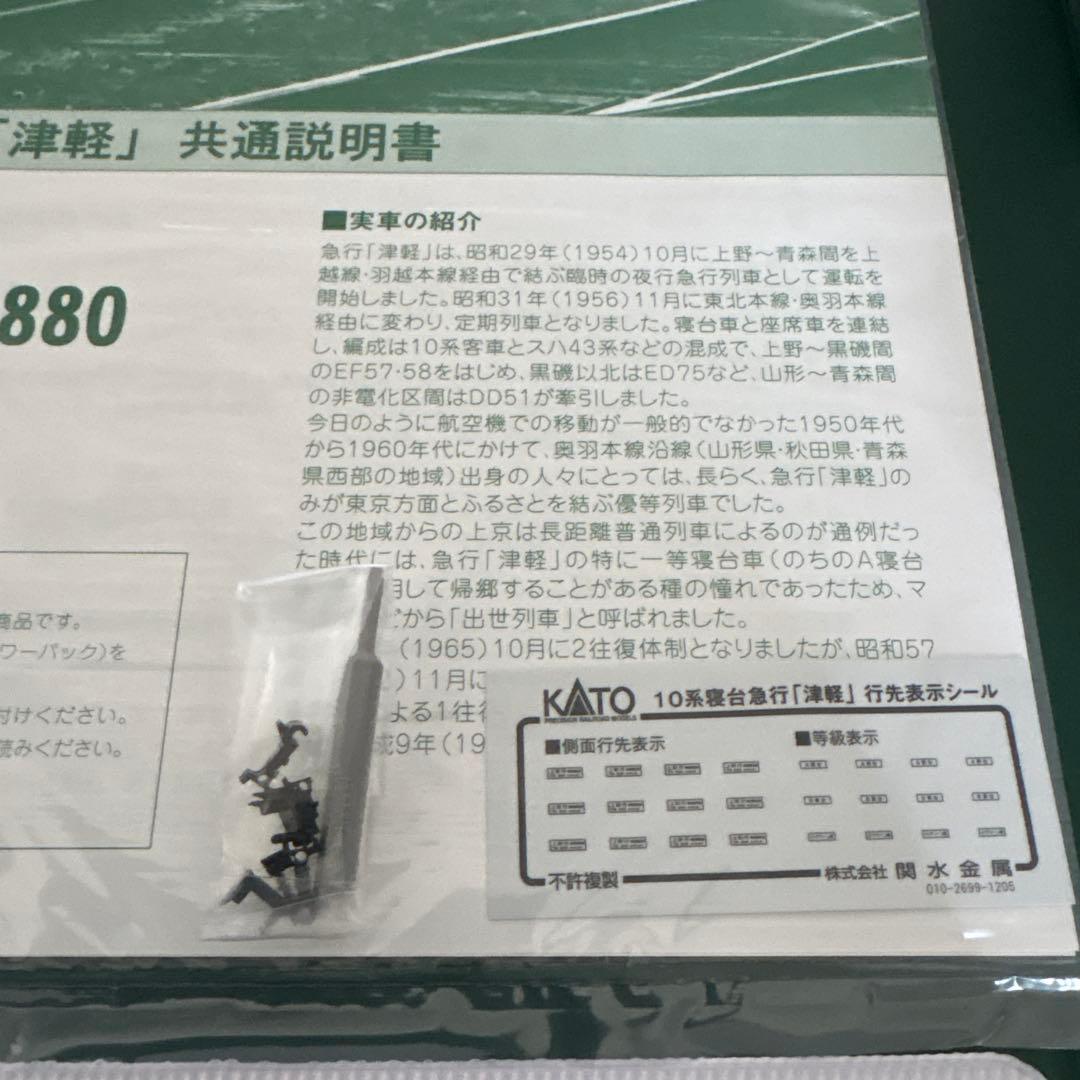 「津軽」 共通説明書
880
■実車の紹介
急行「津軽」は、昭和29年(1954)10月に上野〜青森間を上
越線・羽越本線経由で結ぶ臨時の夜行急行列車として運転を
開始しました。昭和31年(1956)11月に東北本線・奥羽本線
経由に変わり、定期列車となりました。寝台車と座席車を連結
し、編成は10系客車とスハ43系などの混成で、上野〜黒磯間
のEF57・58をはじめ、黒磯以北はED75など、山形〜青森間
の非電化区間はDD51が牽引しました。
今日のように航空機での移動が一般的でなかった1950年代
から1960年代にかけて、奥羽本線沿線(山形県・秋田県・青森
県西部の地域)出身の人々にとっては、長らく、急行「津軽」の
みが東京方面とふるさとを結ぶ優等列車でした。
この地域からの上京は長距離普通列車によるのが通例だっ
た時代には、急行「津軽」の特に一等寝台車(のちのA寝台
用して帰郷することがある種の憧れであったため、マ
どから「出世列車」と呼ばれました。
(1965)10月に2往復体制となりましたが、昭和57
)11月に
よる1往復
成9年(19
商品です。
ワーパック)を
付けください。
読みください。
KATO 10系寝台急行「津軽」行先表示シール
PRECISION RAILROAD MODELS
■側面行先表示
■等級表示
不許複製
株式会社 関水金属
010-2699-1205